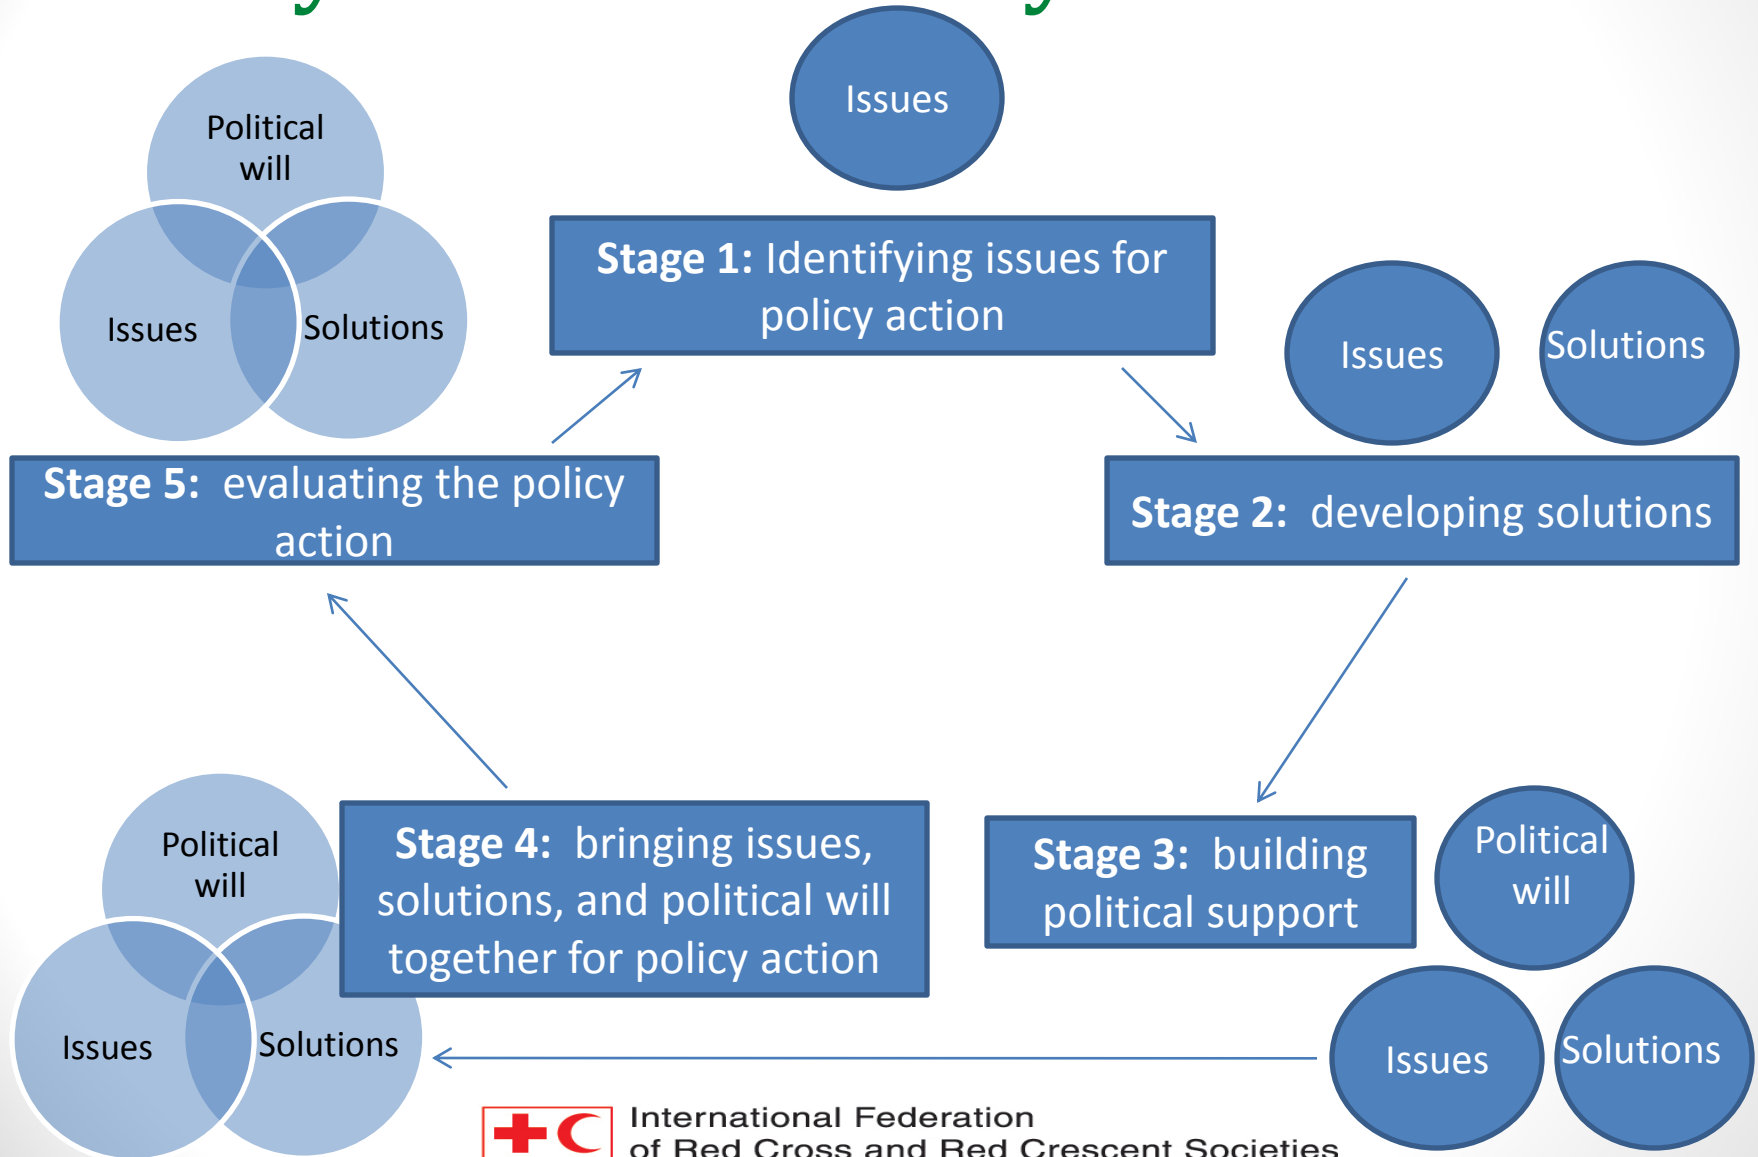 Issues
Stage 1: Identifying issues for
policy action
Political
will
Issues
Solutions
Issues
Solutions
Stage 5: evaluating the policy
action
Stage 2: developing solutions
Stage 4: bringing issues,
solutions, and political will
together for policy action
Stage 3: building
political support
Political
will
Issues
Solutions
Political
will
Issues
Solutions
International Federation
of Red Cross and Red Crescent Societies